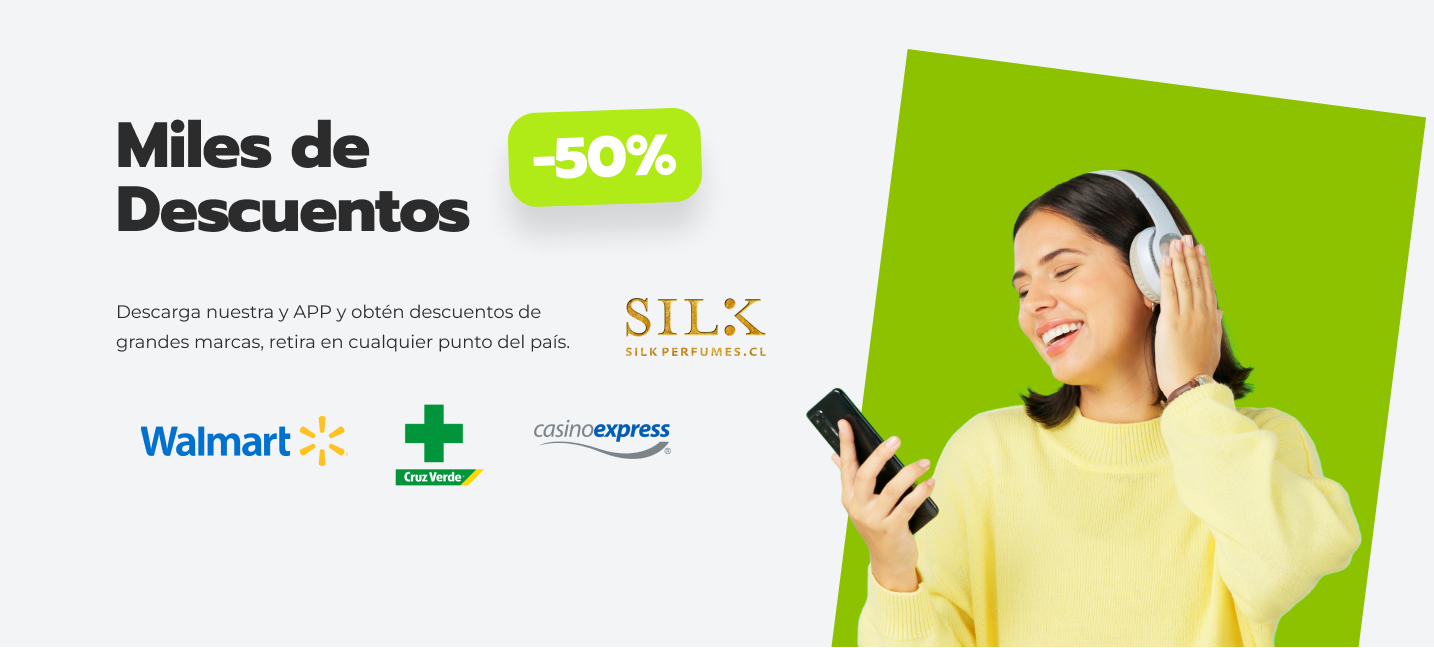 Miles de
Descuentos
-50%
Descarga nuestra y APP y obtén descuentos de
grandes marcas, retira en cualquier punto del país.
SILK
SILKPERFUMES.CL
Walmart
Cruz Verde
casinoexpress®